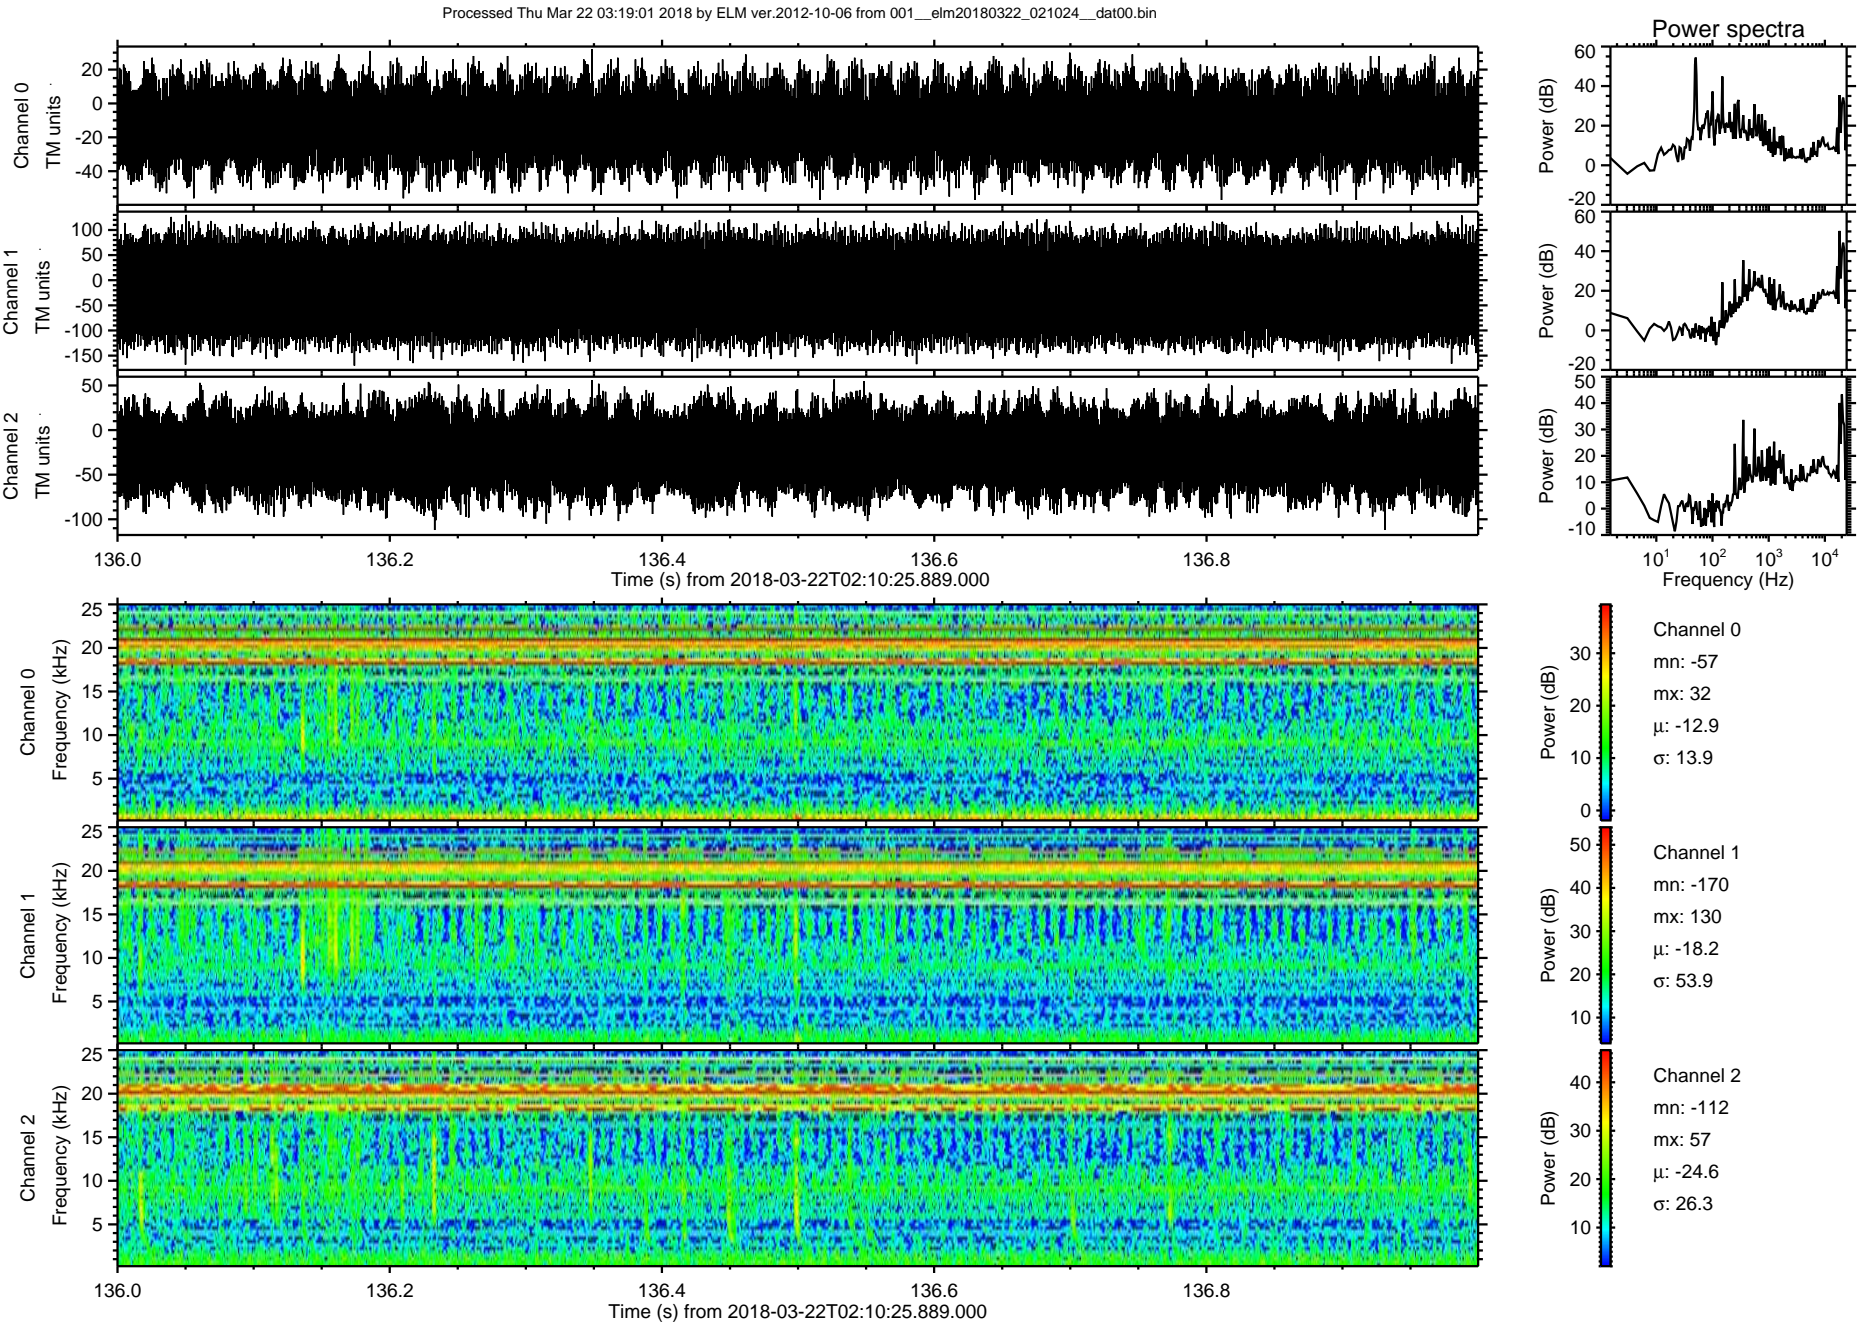 Processed Thu Mar 22 03:19:01 2018 by ELM ver.2012-10-06 from 001__elm20180322_021024__dat00.bin
Power spectra
Channel 0
TM units
20
0
-20
-40
Power (dB)
60
40
20
0
-20
Channel 1
TM units
100
50
0
-50
-100
-150
Power (dB)
60
40
20
0
-20
Channel 2
TM units
50
0
-50
-100
Power (dB)
50
40
30
20
10
0
-10
136.0
136.2
136.4
136.6
136.8
Time (s) from 2018-03-22T02:10:25.889.000
10¹
10²
10³
10⁴
Frequency (Hz)
Channel 0
Frequency (kHz)
25
20
15
10
5
Power (dB)
30
20
10
0
Channel 0
mn: -57
mx: 32
µ: -12.9
σ: 13.9
Channel 1
Frequency (kHz)
25
20
15
10
5
Power (dB)
50
40
30
20
10
Channel 1
mn: -170
mx: 130
µ: -18.2
σ: 53.9
Channel 2
Frequency (kHz)
25
20
15
10
5
Power (dB)
40
30
20
10
Channel 2
mn: -112
mx: 57
µ: -24.6
σ: 26.3
136.0
136.2
136.4
136.6
136.8
Time (s) from 2018-03-22T02:10:25.889.000